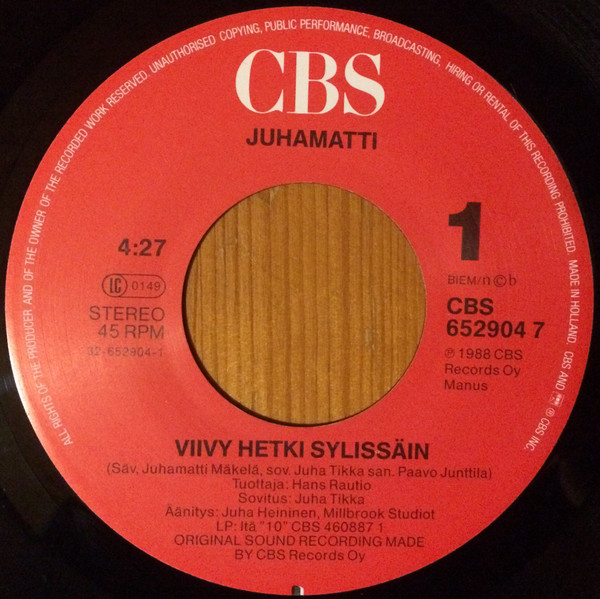 ALL RIGHTS OF THE PRODUCER AND OF THE OWNER OF THE RECORDED WORK RESERVED. UNAUTHORISED COPYING, PUBLIC PERFORMANCE, BROADCASTING, HIRING OR RENTAL OF THIS RECORDING PROHIBITED. MADE IN HOLLAND. CBS AND ® CBS INC.
CBS
JUHAMATTI
4:27
LC 0149
STEREO
45 RPM
32-652904-1
1
BIEM/n©b
CBS
652904 7
℗ 1988 CBS
Records Oy
Manus
VIIVY HETKI SYLISSÄIN
(Säv, Juhamatti Mäkelä, sov. Juha Tikka san. Paavo Junttila)
Tuottaja: Hans Rautio
Sovitus: Juha Tikka
Äänitys: Juha Heininen, Millbrook Studiot
LP: Itä "10" CBS 460887 1
ORIGINAL SOUND RECORDING MADE
BY CBS Records Oy